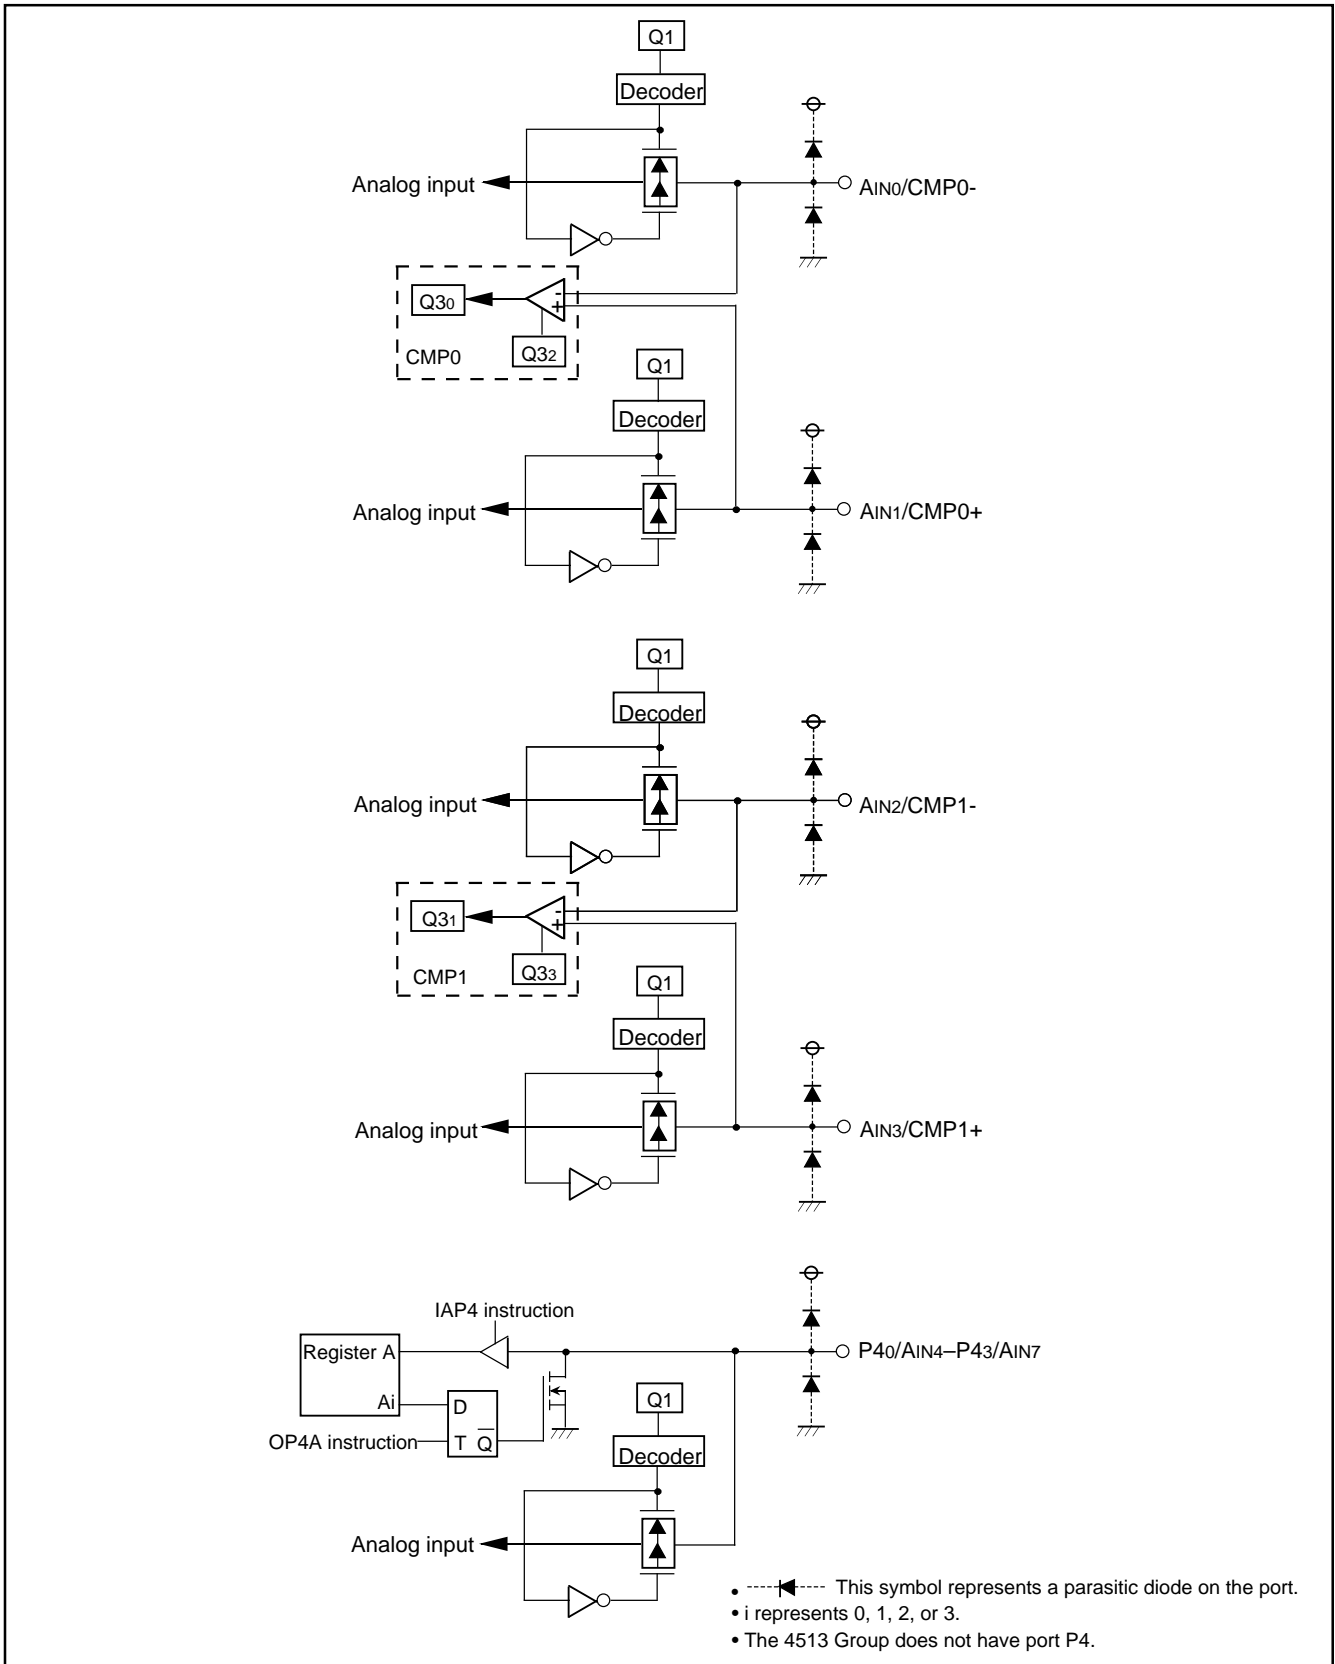 Q1
Decoder
Analog input
AIN0/CMP0-
Q30
-
+
Q32
CMP0
Q1
Decoder
Analog input
AIN1/CMP0+
Q1
Decoder
Analog input
AIN2/CMP1-
Q31
-
+
Q33
CMP1
Q1
Decoder
Analog input
AIN3/CMP1+
IAP4 instruction
Register A
P40/AIN4–P43/AIN7
Ai
D
Q1
OP4A instruction
T Q̅
Decoder
Analog input
• This symbol represents a parasitic diode on the port.
• i represents 0, 1, 2, or 3.
• The 4513 Group does not have port P4.